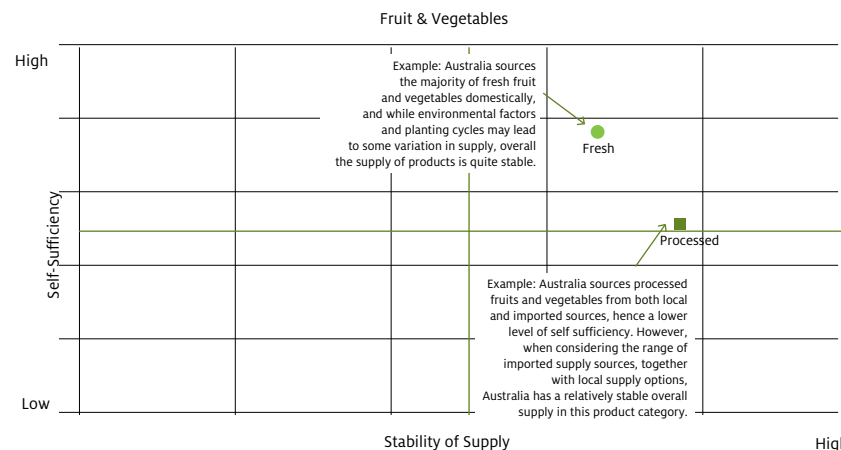 Fruit & Vegetables
High
Example: Australia sources
the majority of fresh fruit
and vegetables domestically,
and while environmental factors
and planting cycles may lead
to some variation in supply, overall
the supply of products is quite stable.
Fresh
Self-Sufficiency
Processed
Example: Australia sources processed
fruits and vegetables from both local
and imported sources, hence a lower
level of self sufficiency. However,
when considering the range of
imported supply sources, together
with local supply options,
Australia has a relatively stable overall
supply in this product category.
Low
Stability of Supply
High